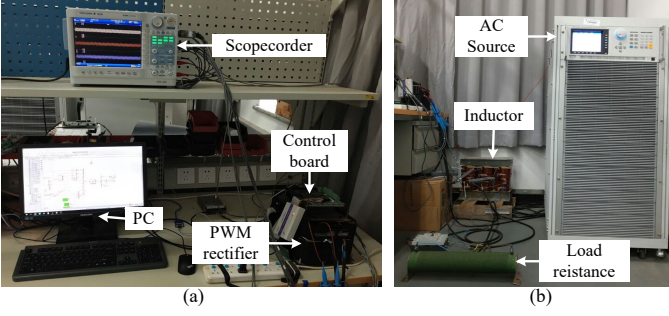 Scopecorder
Control
board
PC
PWM
rectifier
(a)
AC
Source
Inductor
Load
reistance
(b)